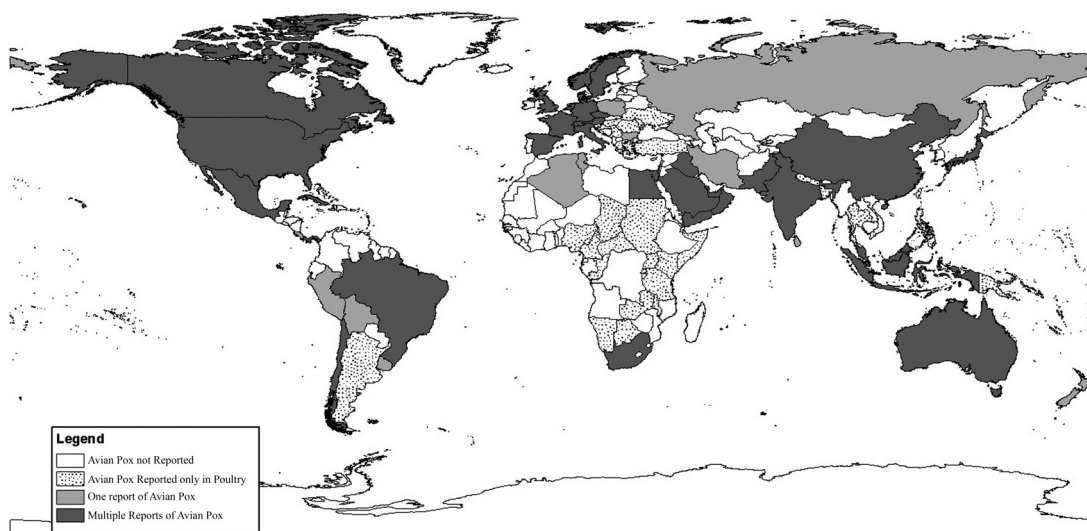 Legend
Avian Pox not Reported
Avian Pox Reported only in Poultry
One report of Avian Pox
Multiple Reports of Avian Pox